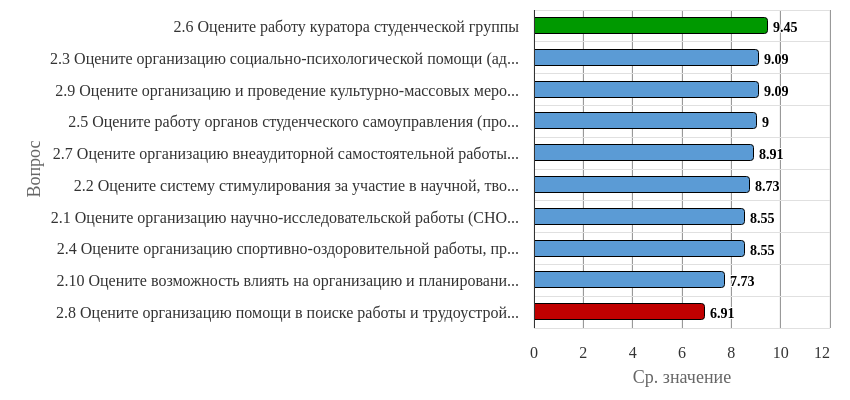 2.6 Оцените работу куратора студенческой группы 9.45
2.3 Оцените организацию социально-психологической помощи (ад... 9.09
2.9 Оцените организацию и проведение культурно-массовых меро... 9.09
2.5 Оцените работу органов студенческого самоуправления (про... 9
2.7 Оцените организацию внеаудиторной самостоятельной работы... 8.91
2.2 Оцените систему стимулирования за участие в научной, тво... 8.73
2.1 Оцените организацию научно-исследовательской работы (СНО... 8.55
2.4 Оцените организацию спортивно-оздоровительной работы, пр... 8.55
2.10 Оцените возможность влиять на организацию и планировани... 7.73
2.8 Оцените организацию помощи в поиске работы и трудоустрой... 6.91
Вопрос
0 2 4 6 8 10 12
Ср. значение